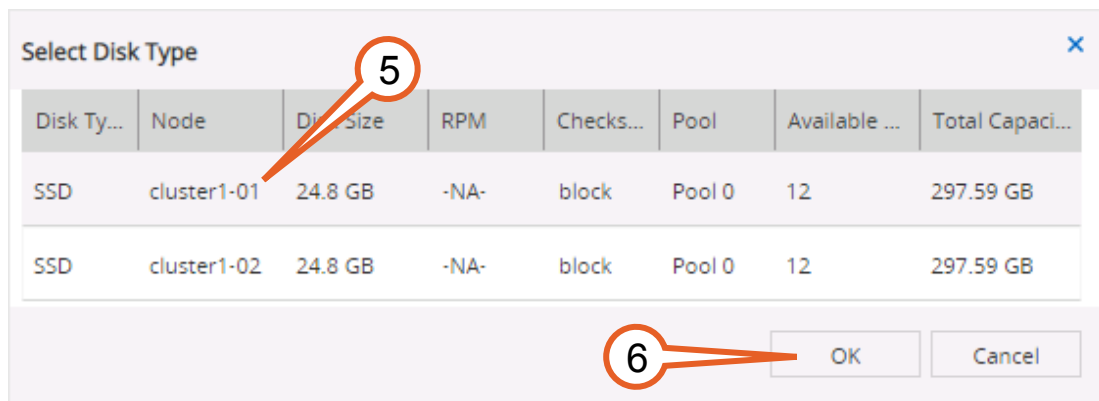 Select Disk Type
×
5
Disk Ty... Node Disk Size RPM Checks... Pool Available ... Total Capaci...
SSD cluster1-01 24.8 GB -NA- block Pool 0 12 297.59 GB
SSD cluster1-02 24.8 GB -NA- block Pool 0 12 297.59 GB
6 OK Cancel